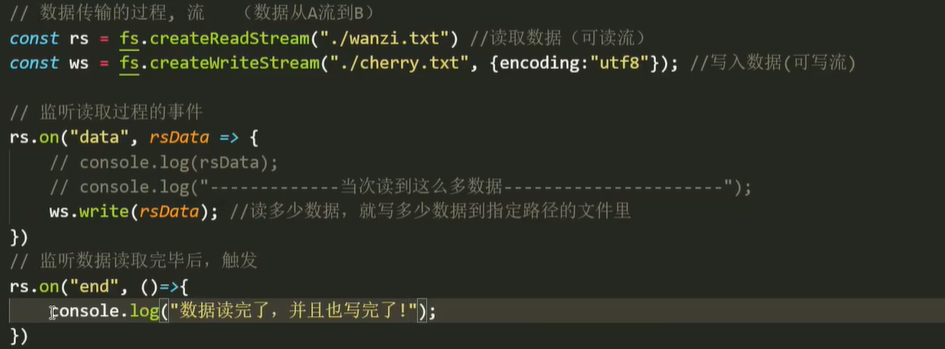 // 数据传输的过程, 流  （数据从A流到B）
const rs = fs.createReadStream("./wanzi.txt") //读取数据（可读流）
const ws = fs.createWriteStream("./cherry.txt", {encoding:"utf8"}); //写入数据(可写流)
// 监听读取过程的事件
rs.on("data", rsData => {
// console.log(rsData);
// console.log("-------------当次读到这么多数据----------------------");
ws.write(rsData); //读多少数据，就写多少数据到指定路径的文件里
})
// 监听数据读取完毕后，触发
rs.on("end", ()=>{
console.log("数据读完了，并且也写完了!");
})